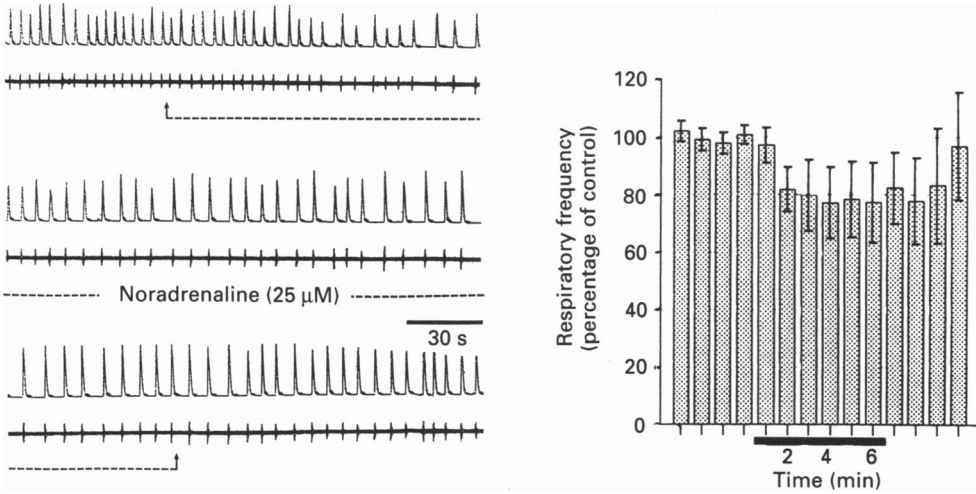 Noradrenaline (25 μM)
30 s
Respiratory frequency
(percentage of control)
120
100
80
60
40
20
0
2 4 6
Time (min)